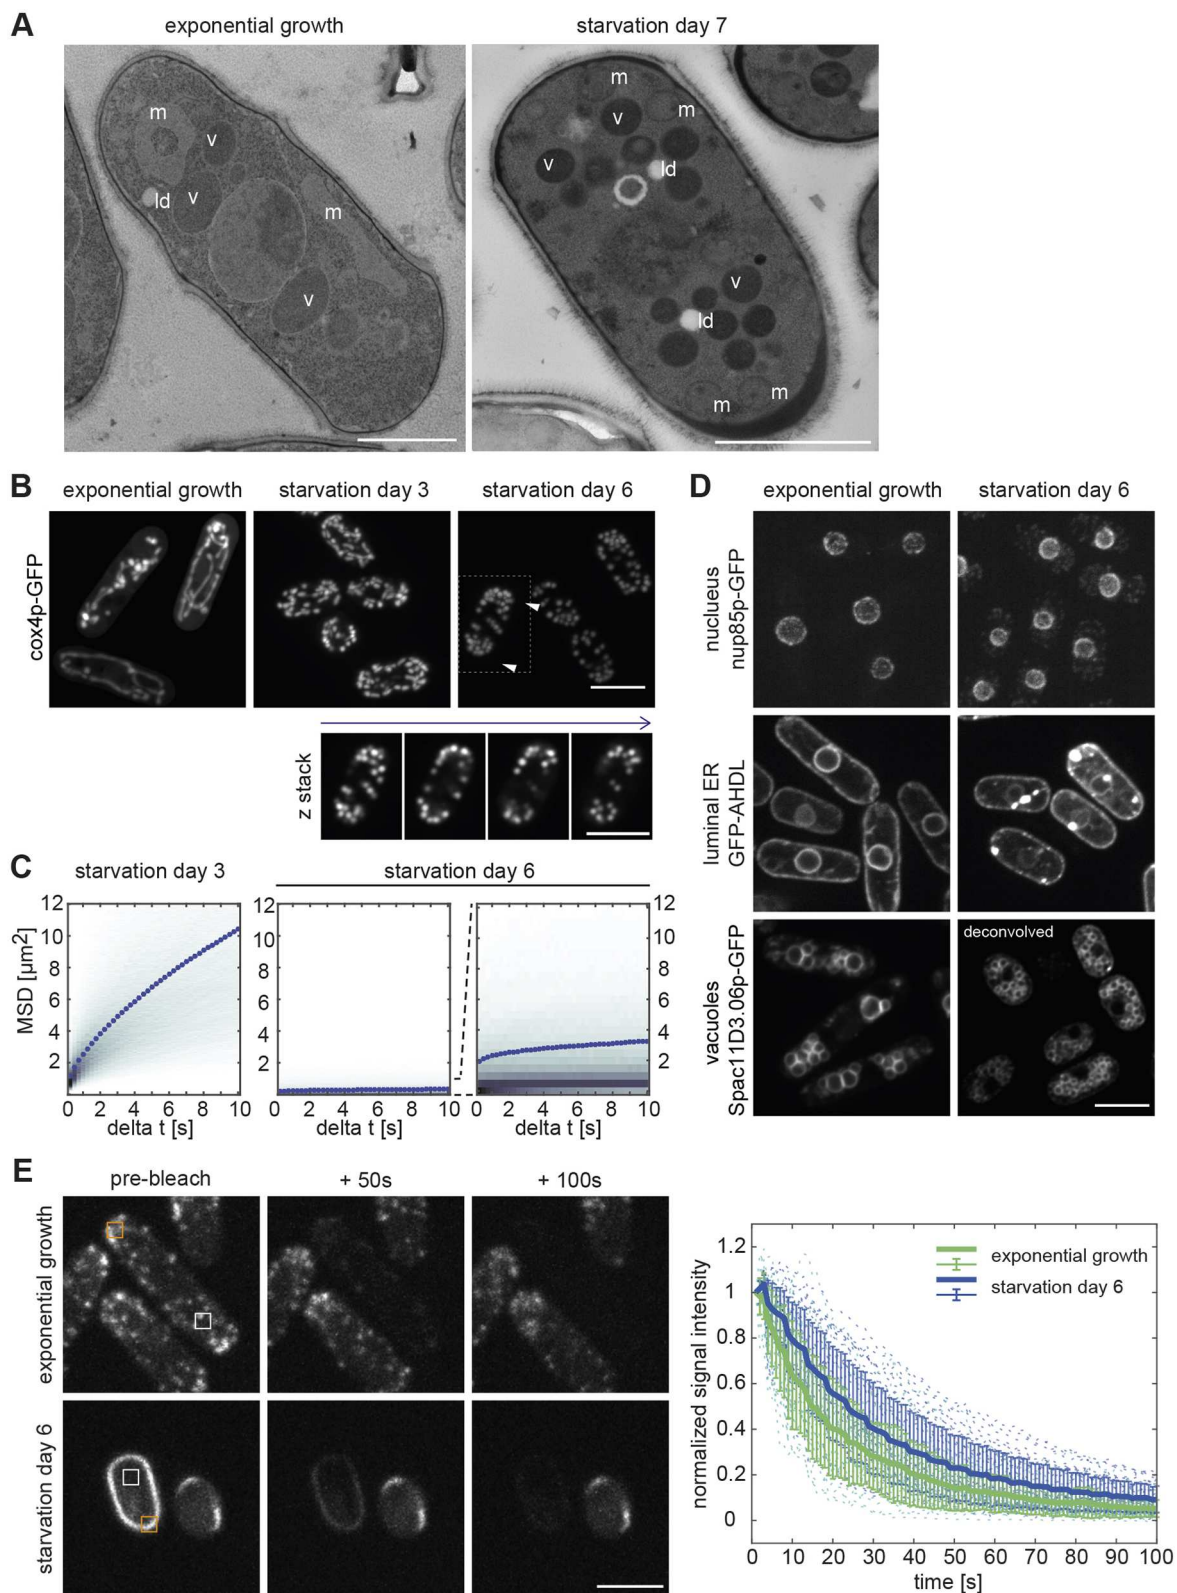 A
exponential growth
starvation day 7
m
v
ld
v
m
v
m
m
v
v
ld
v
ld
m
m
B
exponential growth
starvation day 3
starvation day 6
cox4p-GFP
z stack
C
starvation day 3
starvation day 6
MSD [µm²]
12
10
8
6
4
2
0 2 4 6 8 10
delta t [s]
12
10
8
6
4
2
0 2 4 6 8 10
delta t [s]
12
10
8
6
4
2
0 2 4 6 8 10
delta t [s]
D
exponential growth
starvation day 6
nuclueus
nup85p-GFP
luminal ER
GFP-AHDL
vacuoles
Spac11D3.06p-GFP
deconvolved
E
pre-bleach
+ 50s
+ 100s
exponential growth
starvation day 6
normalized signal intensity
1.2
1
0.8
0.6
0.4
0.2
0
exponential growth
starvation day 6
0 10 20 30 40 50 60 70 80 90 100
time [s]